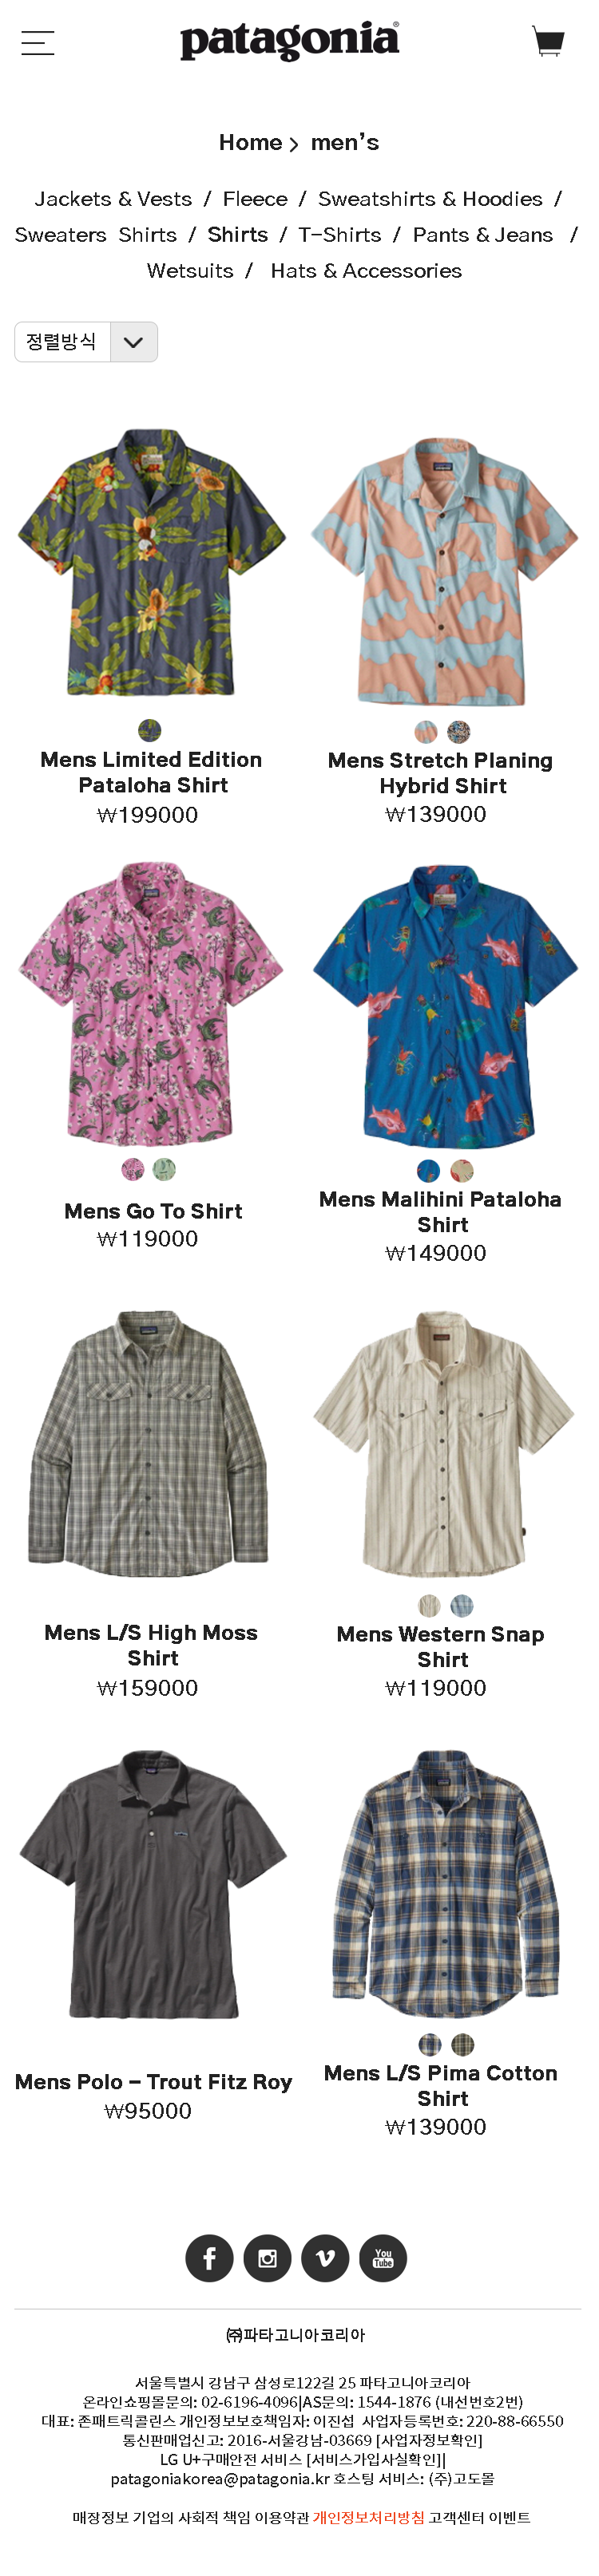 patagonia®
Home > men's
Jackets & Vests / Fleece / Sweatshirts & Hoodies /
Sweaters Shirts / Shirts / T-Shirts / Pants & Jeans /
Wetsuits / Hats & Accessories
정렬방식
Mens Limited Edition
Pataloha Shirt
₩199000
Mens Stretch Planing
Hybrid Shirt
₩139000
Mens Go To Shirt
₩119000
Mens Malihini Pataloha
Shirt
₩149000
Mens L/S High Moss
Shirt
₩159000
Mens Western Snap
Shirt
₩119000
Mens Polo - Trout Fitz Roy
₩95000
Mens L/S Pima Cotton
Shirt
₩139000
You
Tube
㈜파타고니아코리아
서울특별시 강남구 삼성로122길 25 파타고니아코리아
온라인쇼핑몰문의: 02-6196-4096|AS문의: 1544-1876 (내선번호2번)
대표: 존패트릭콜린스 개인정보보호책임자: 이진섭 사업자등록번호: 220-88-66550
통신판매업신고: 2016-서울강남-03669 [사업자정보확인]
LG U+구매안전 서비스 [서비스가입사실확인]|
patagoniakorea@patagonia.kr 호스팅 서비스: (주)고도몰
매장정보 기업의 사회적 책임 이용약관 개인정보처리방침 고객센터 이벤트